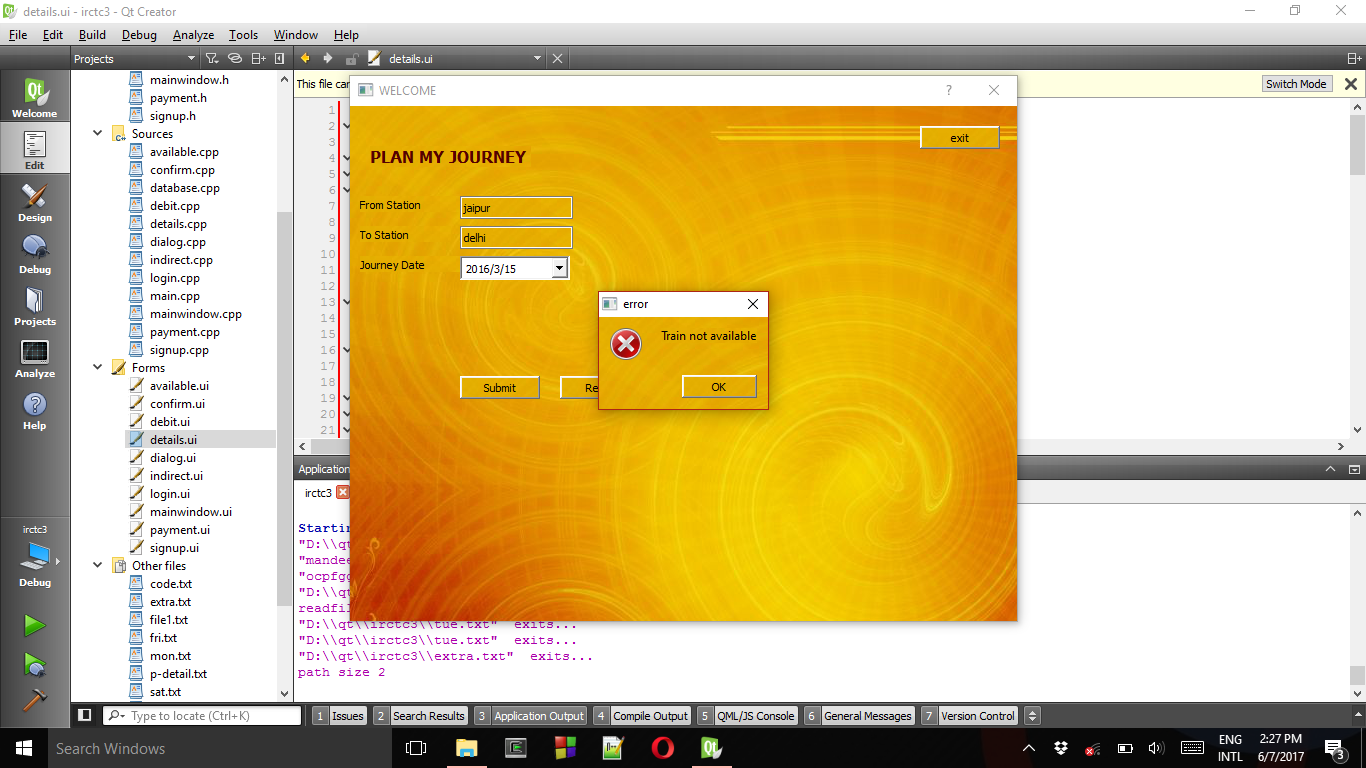 details.ui - irctc3 - Qt Creator
File Edit Build Debug Analyze Tools Window Help
Projects
details.ui
This file can
Switch Mode
Welcome
Edit
Design
Debug
Projects
Analyze
Help
irctc3
Debug
mainwindow.h
payment.h
signup.h
Sources
available.cpp
confirm.cpp
database.cpp
debit.cpp
details.cpp
dialog.cpp
indirect.cpp
login.cpp
main.cpp
mainwindow.cpp
payment.cpp
signup.cpp
Forms
available.ui
confirm.ui
debit.ui
details.ui
dialog.ui
indirect.ui
login.ui
mainwindow.ui
payment.ui
signup.ui
Other files
code.txt
extra.txt
file1.txt
fri.txt
mon.txt
p-detail.txt
sat.txt
1
2
3
4
5
6
7
8
9
10
11
12
13
14
15
16
17
18
19
20
21
WELCOME ?
exit
PLAN MY JOURNEY
From Station jaipur
To Station delhi
Journey Date 2016/3/15
Submit Re
error
Train not available
OK
Application
irctc3
Startin
"D:\\qt
"mandee
"ocpfgg
"D:\\qt
readfil
"D:\\qt\\irctc3\\tue.txt" exits...
"D:\\qt\\irctc3\\tue.txt" exits...
"D:\\qt\\irctc3\\extra.txt" exits...
path size 2
Type to locate (Ctrl+K)
1 Issues 2 Search Results 3 Application Output 4 Compile Output 5 QML/JS Console 6 General Messages 7 Version Control
Search Windows
ENG
INTL
2:27 PM
6/7/2017
3